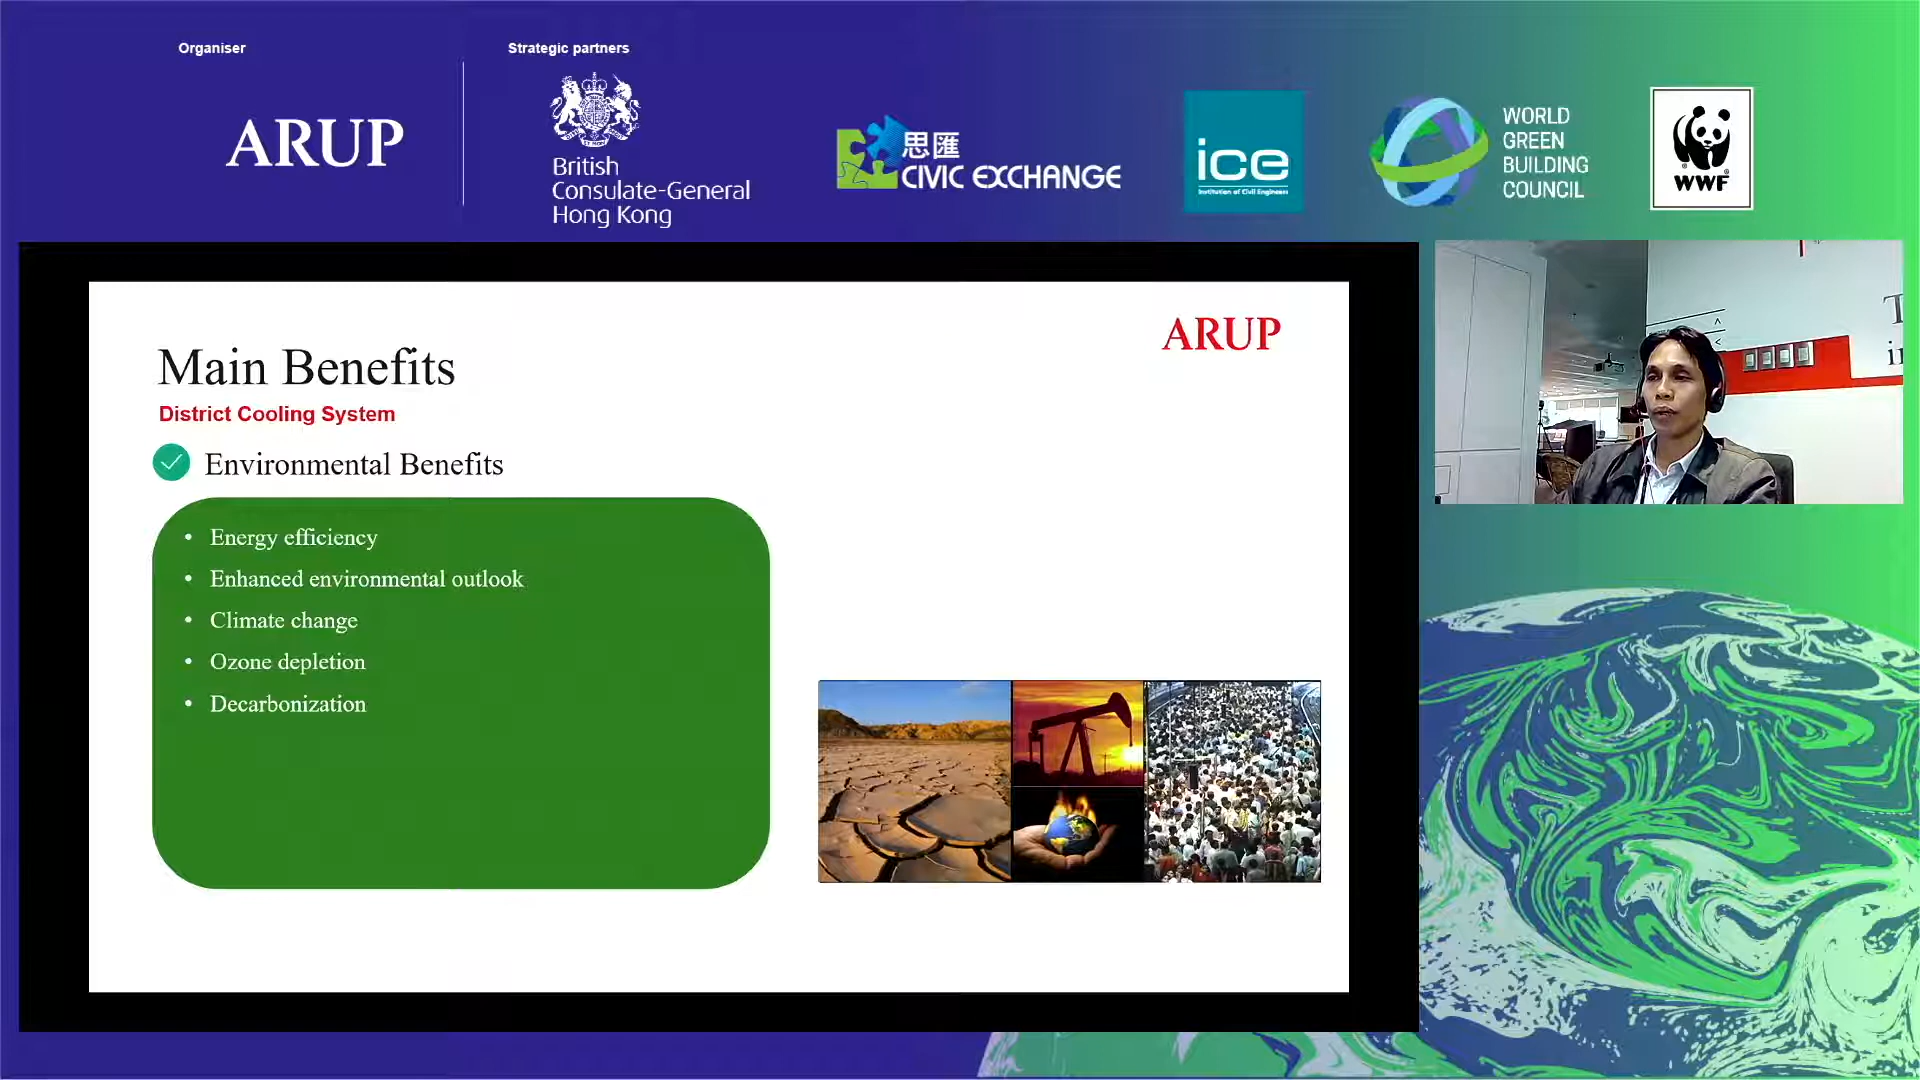 Organiser
Strategic partners
ARUP
British
Consulate-General
Hong Kong
思匯
CIVIC EXCHANGE
ice
Institution of Civil Engineers
WORLD
GREEN
BUILDING
COUNCIL
WWF
ARUP
Main Benefits
District Cooling System
Environmental Benefits
• Energy efficiency
• Enhanced environmental outlook
• Climate change
• Ozone depletion
• Decarbonization